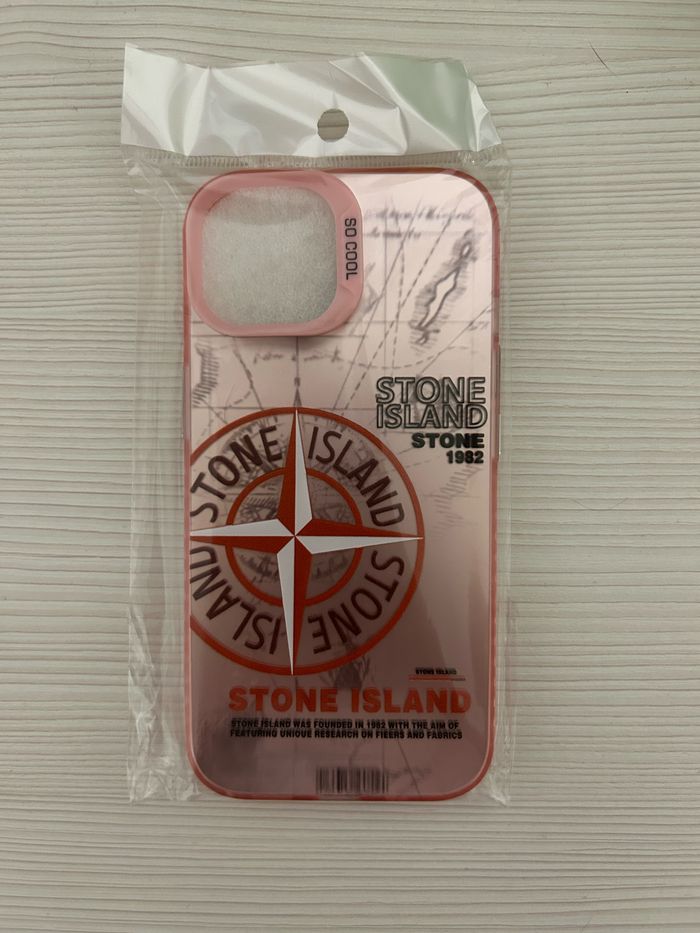 SO COOL
STONE
ISLAND
STONE
1982
STONE ISLAND STONE ISLAND
STONE ISLAND
STONE ISLAND
STONE ISLAND WAS FOUNDED IN 1982 WITH THE AIM OF
FEATURING UNIQUE RESEARCH ON FIEERS AND FABRICS